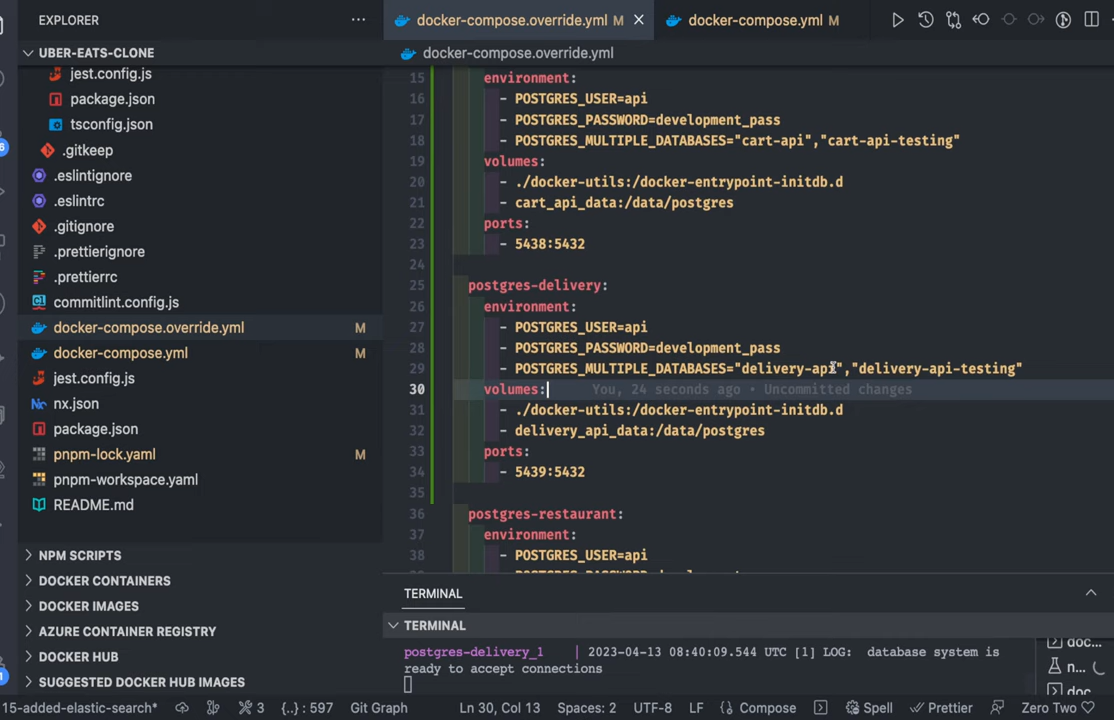 EXPLORER
UBER-EATS-CLONE
jest.config.js
package.json
tsconfig.json
.gitkeep
.eslintignore
.eslintrc
.gitignore
.prettierignore
.prettierrc
commitlint.config.js
docker-compose.override.yml M
docker-compose.yml M
jest.config.js
nx.json
package.json
pnpm-lock.yaml M
pnpm-workspace.yaml
README.md
NPM SCRIPTS
DOCKER CONTAINERS
DOCKER IMAGES
AZURE CONTAINER REGISTRY
DOCKER HUB
SUGGESTED DOCKER HUB IMAGES
docker-compose.override.yml M
docker-compose.yml M
docker-compose.override.yml
15 environment:
16 - POSTGRES_USER=api
17 - POSTGRES_PASSWORD=development_pass
18 - POSTGRES_MULTIPLE_DATABASES="cart-api","cart-api-testing"
19 volumes:
20 - ./docker-utils:/docker-entrypoint-initdb.d
21 - cart_api_data:/data/postgres
22 ports:
23 - 5438:5432
24
25 postgres-delivery:
26 environment:
27 - POSTGRES_USER=api
28 - POSTGRES_PASSWORD=development_pass
29 - POSTGRES_MULTIPLE_DATABASES="delivery-api","delivery-api-testing"
30 volumes: You, 24 seconds ago • Uncommitted changes
31 - ./docker-utils:/docker-entrypoint-initdb.d
32 - delivery_api_data:/data/postgres
33 ports:
34 - 5439:5432
35
36 postgres-restaurant:
37 environment:
38 - POSTGRES_USER=api
TERMINAL
TERMINAL
postgres-delivery_1 | 2023-04-13 08:40:09.544 UTC [1] LOG: database system is
ready to accept connections
doc...
n...
doc...
15-added-elastic-search* 3 {..} : 597 Git Graph Ln 30, Col 13 Spaces: 2 UTF-8 LF Compose Spell Prettier Zero Two